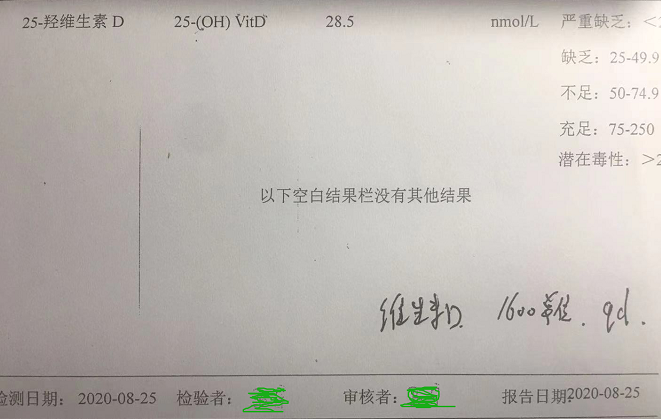 25-羟维生素 D 25-(OH) VitD 28.5 nmol/L 严重缺乏：<
缺乏：25-49.9
不足：50-74.9
充足：75-250
潜在毒性：>2
以下空白结果栏没有其他结果
维生素D 1600单位. qd.
检测日期： 2020-08-25 检验者： 审核者： 报告日期 2020-08-25